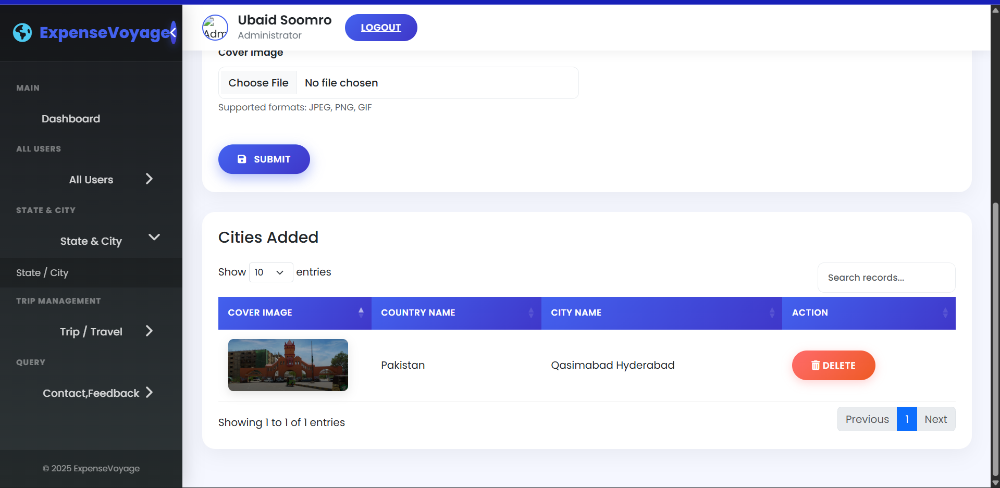 ExpenseVoyage
MAIN
Dashboard
ALL USERS
All Users
STATE & CITY
State & City
State / City
TRIP MANAGEMENT
Trip / Travel
QUERY
Contact,Feedback
© 2025 ExpenseVoyage
Adm
Ubaid Soomro
Administrator
LOGOUT
Cover Image
Choose File No file chosen
Supported formats: JPEG, PNG, GIF
SUBMIT
Cities Added
Show 10 entries
Search records...
COVER IMAGE COUNTRY NAME CITY NAME ACTION
Pakistan Qasimabad Hyderabad DELETE
Showing 1 to 1 of 1 entries
Previous 1 Next